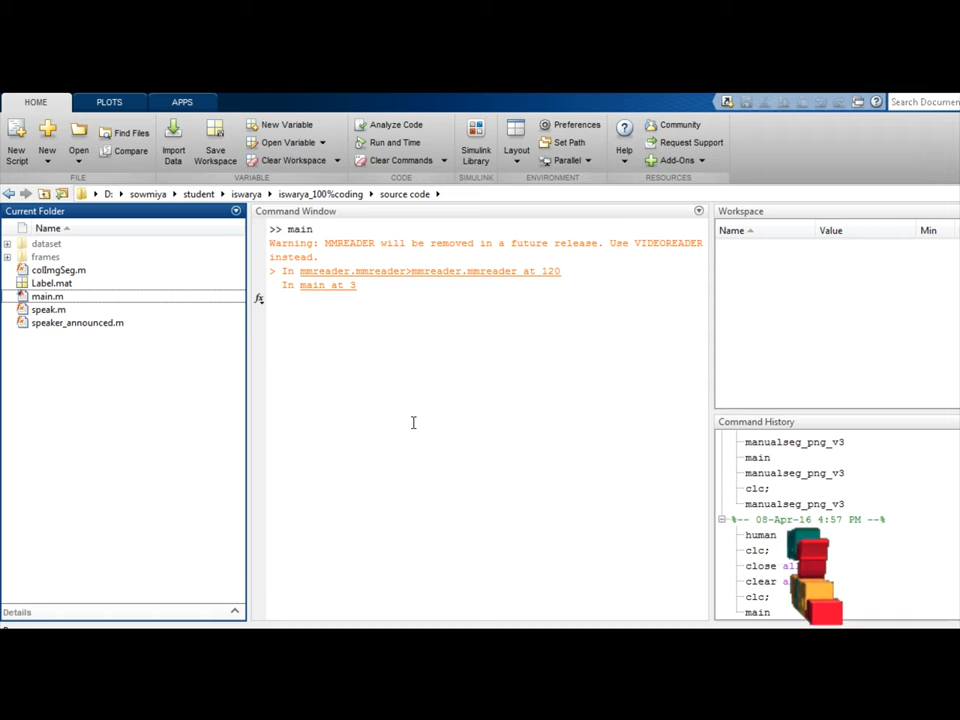 HOME PLOTS APPS Search Documen
New Script New Open Find Files Compare Import Data Save Workspace New Variable Open Variable Clear Workspace Analyze Code Run and Time Clear Commands Simulink Library Layout Preferences Set Path Parallel Help Community Request Support Add-Ons
FILE VARIABLE CODE SIMULINK ENVIRONMENT RESOURCES
D: sowmiya student iswarya iswarya_100%coding source code
Current Folder
Name
dataset
frames
colImgSeg.m
Label.mat
main.m
speak.m
speaker_announced.m
Details
Command Window
>> main
Warning: MMREADER will be removed in a future release. Use VIDEOREADER
instead.
> In mmreader.mmreader>mmreader.mmreader at 120
In main at 3
fx
Workspace
Name Value Min
Command History
manualseg_png_v3
main
manualseg_png_v3
clc;
manualseg_png_v3
%-- 08-Apr-16 4:57 PM --%
human
clc;
close
clear
clc;
main